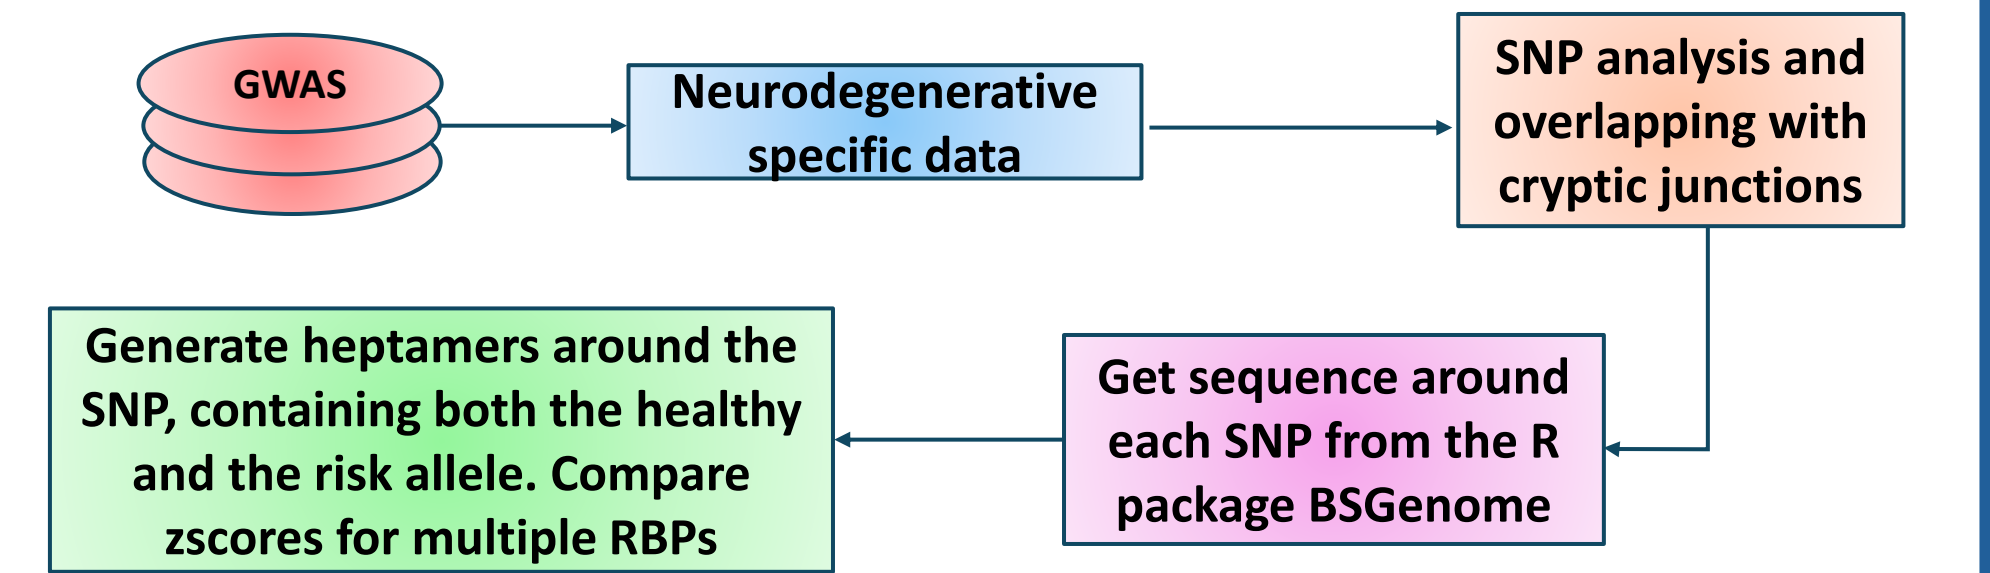 GWAS
Neurodegenerative
specific data
SNP analysis and
overlapping with
cryptic junctions
Get sequence around
each SNP from the R
package BSGenome
Generate heptamers around the
SNP, containing both the healthy
and the risk allele. Compare
zscores for multiple RBPs